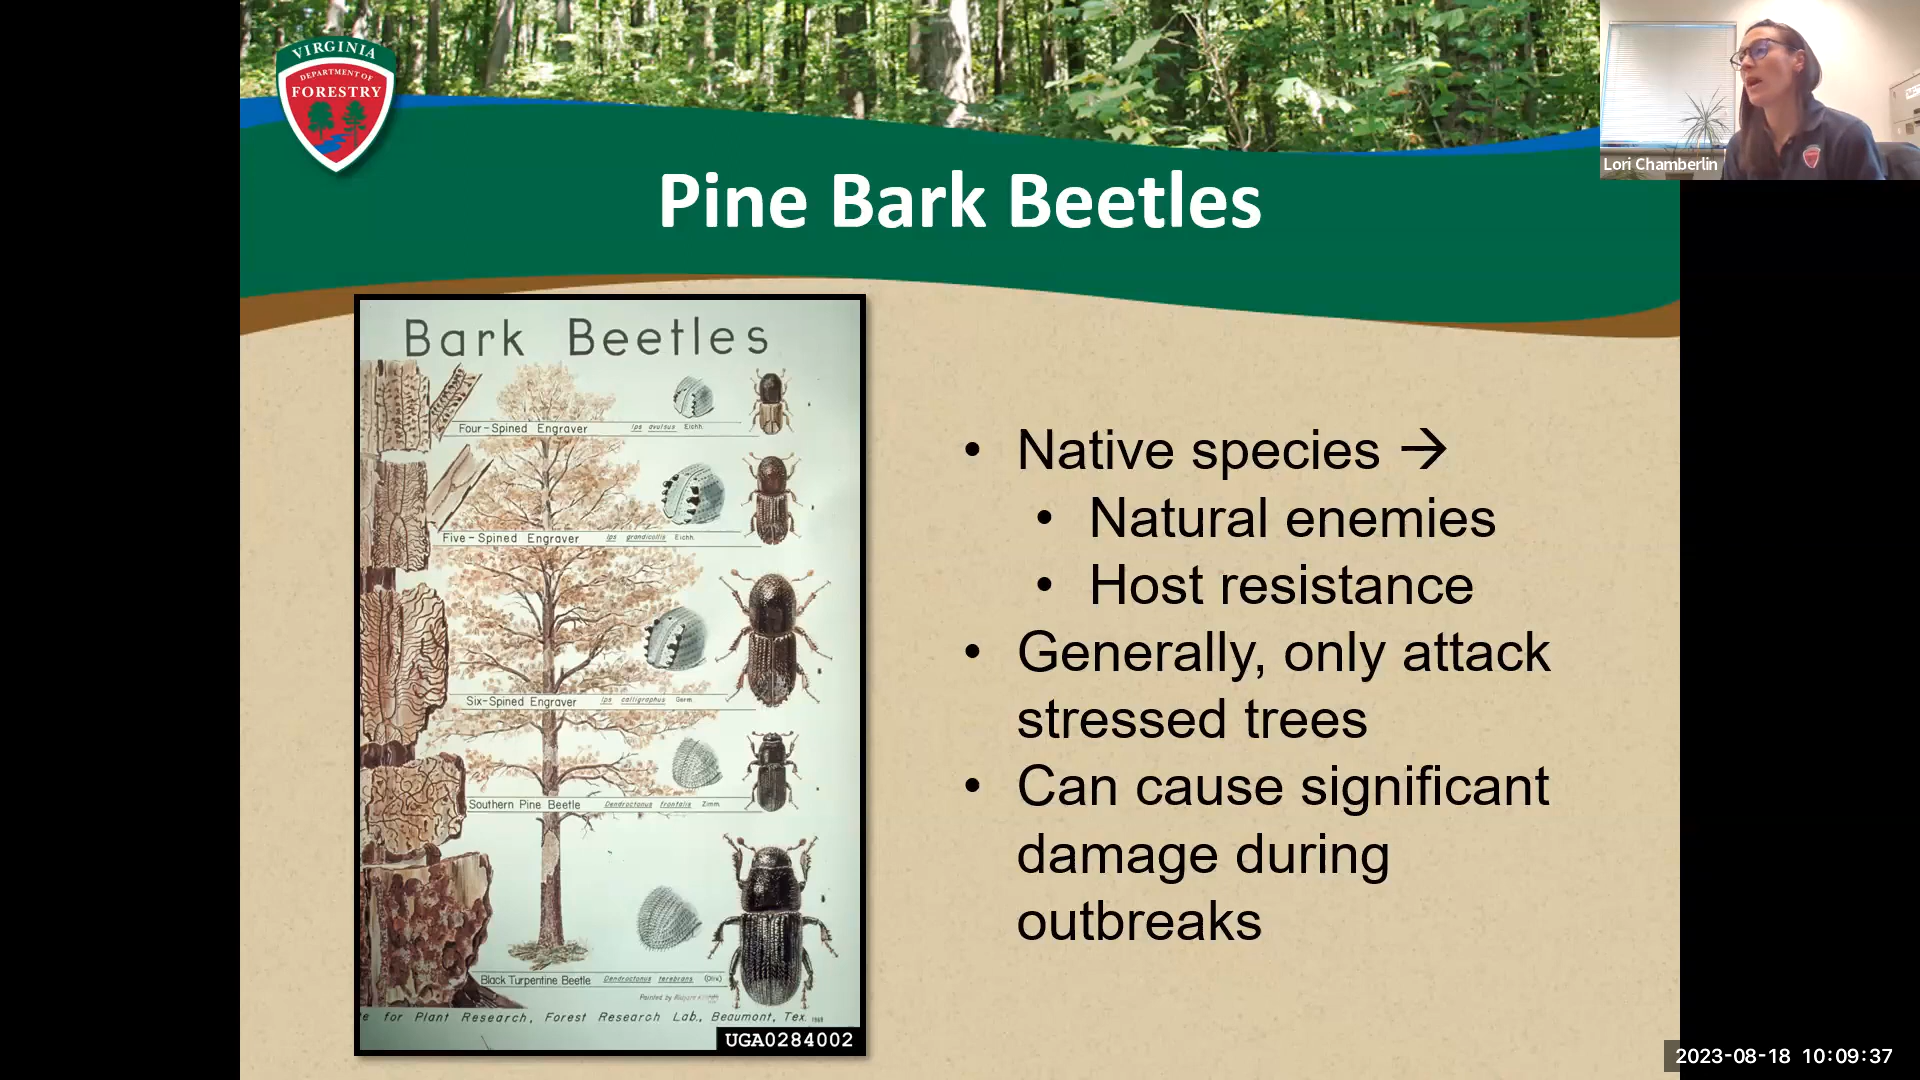 VIRGINIA
DEPARTMENT OF
FORESTRY
Lori Chamberlin
Pine Bark Beetles
Bark Beetles
Four-Spined Engraver Ips avulsus Eichh.
Five-Spined Engraver Ips grandicollis Eichh.
Six-Spined Engraver Ips calligraphus Germ.
Southern Pine Beetle Dendroctonus frontalis Zimm.
Black Turpentine Beetle Dendroctonus terebrans (Oliv.)
Painted by Richard
e for Plant Research, Forest Research Lab., Beaumont, Tex.
UGA0284002
• Native species →
• Natural enemies
• Host resistance
• Generally, only attack
stressed trees
• Can cause significant
damage during
outbreaks
2023-08-18 10:09:37